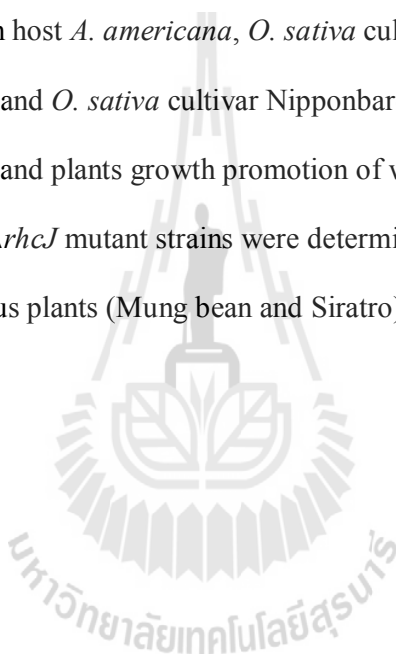 host A. americana, O. sativa cul
and O. sativa cultivar Nipponbar
and plants growth promotion of
rhcJ mutant strains were determi
us plants (Mung bean and Siratro)
มหาวิทยาลัยเทคโนโลยีสุรนารี